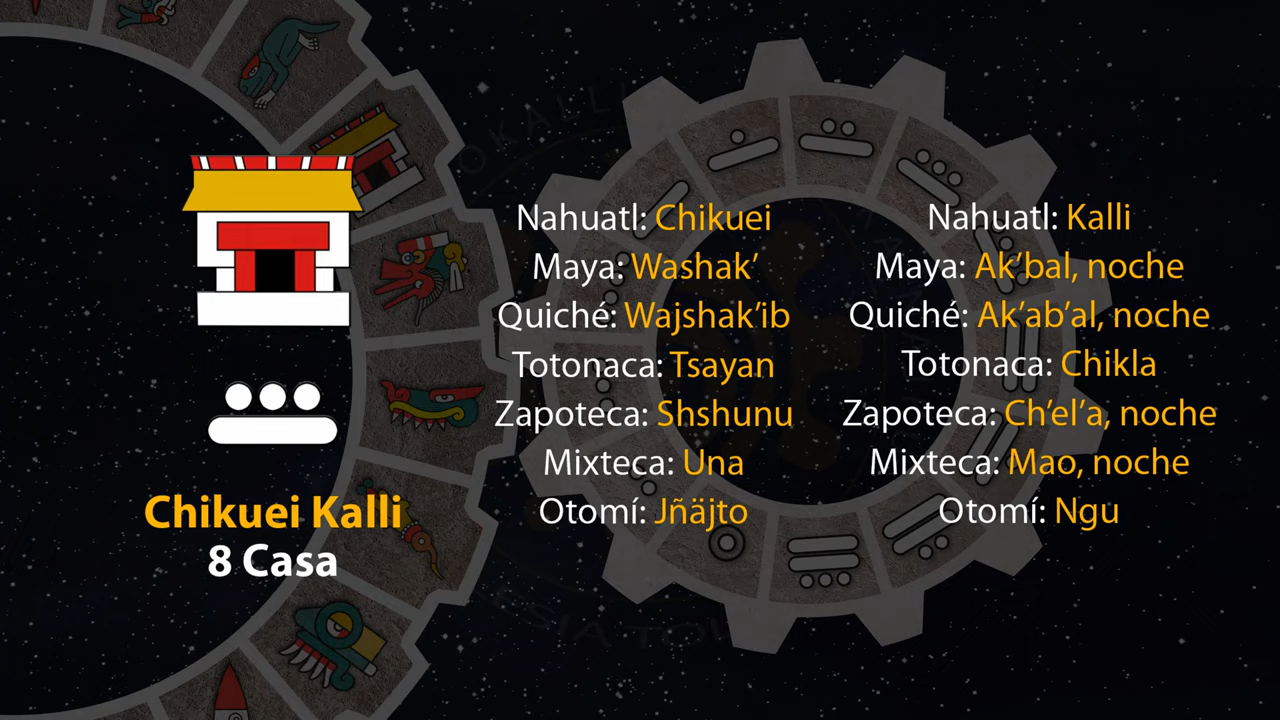 Nahuatl: Chikuei
Maya: Washak’
Quiché: Wajshak’ib
Totonaca: Tsayan
Zapoteca: Shshunu
Mixteca: Una
Otomí: Jñäjto
Nahuatl: Kalli
Maya: Ak’bal, noche
Quiché: Ak’ab’al, noche
Totonaca: Chikla
Zapoteca: Ch’el’a, noche
Mixteca: Mao, noche
Otomí: Ngu
Chikuei Kalli
8 Casa